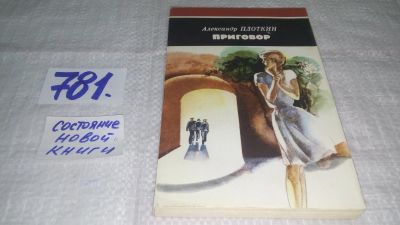 781.
СОСТОЯНИЕ
НОВОЙ
КНИГИ
Александр ПЛОТКИН
ПРИГОВОР